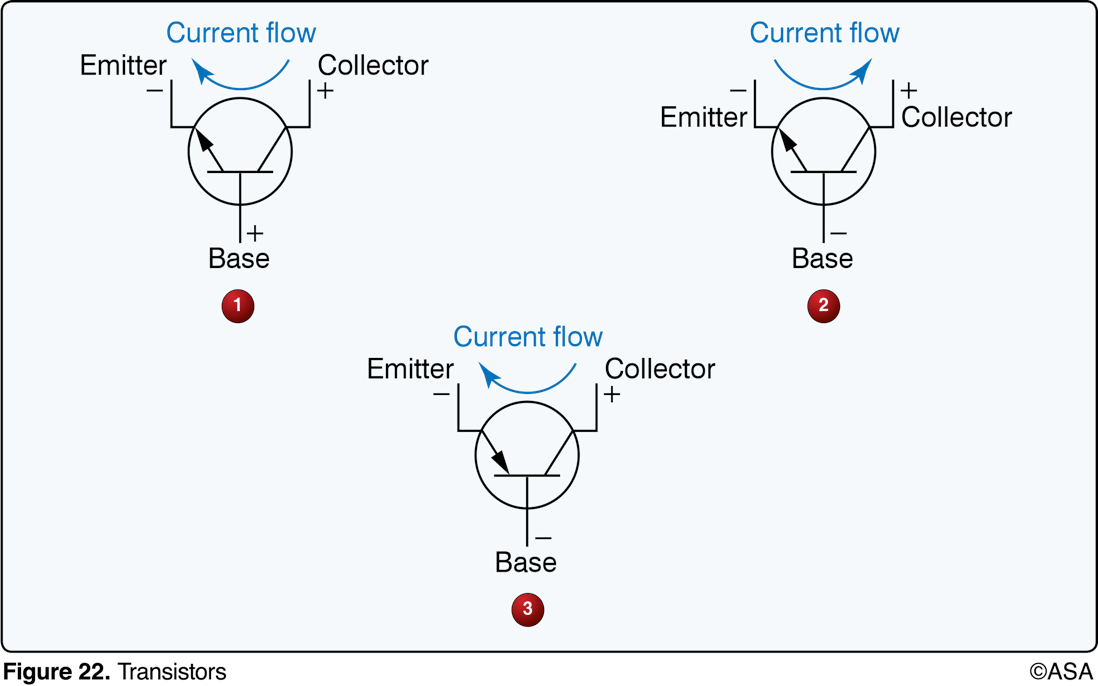 Current flow
Emitter
Collector
−
+
+
Base
1
Current flow
−
+
Emitter
Collector
−
Base
2
Current flow
Emitter
Collector
−
+
−
Base
3
Figure 22. Transistors
©ASA